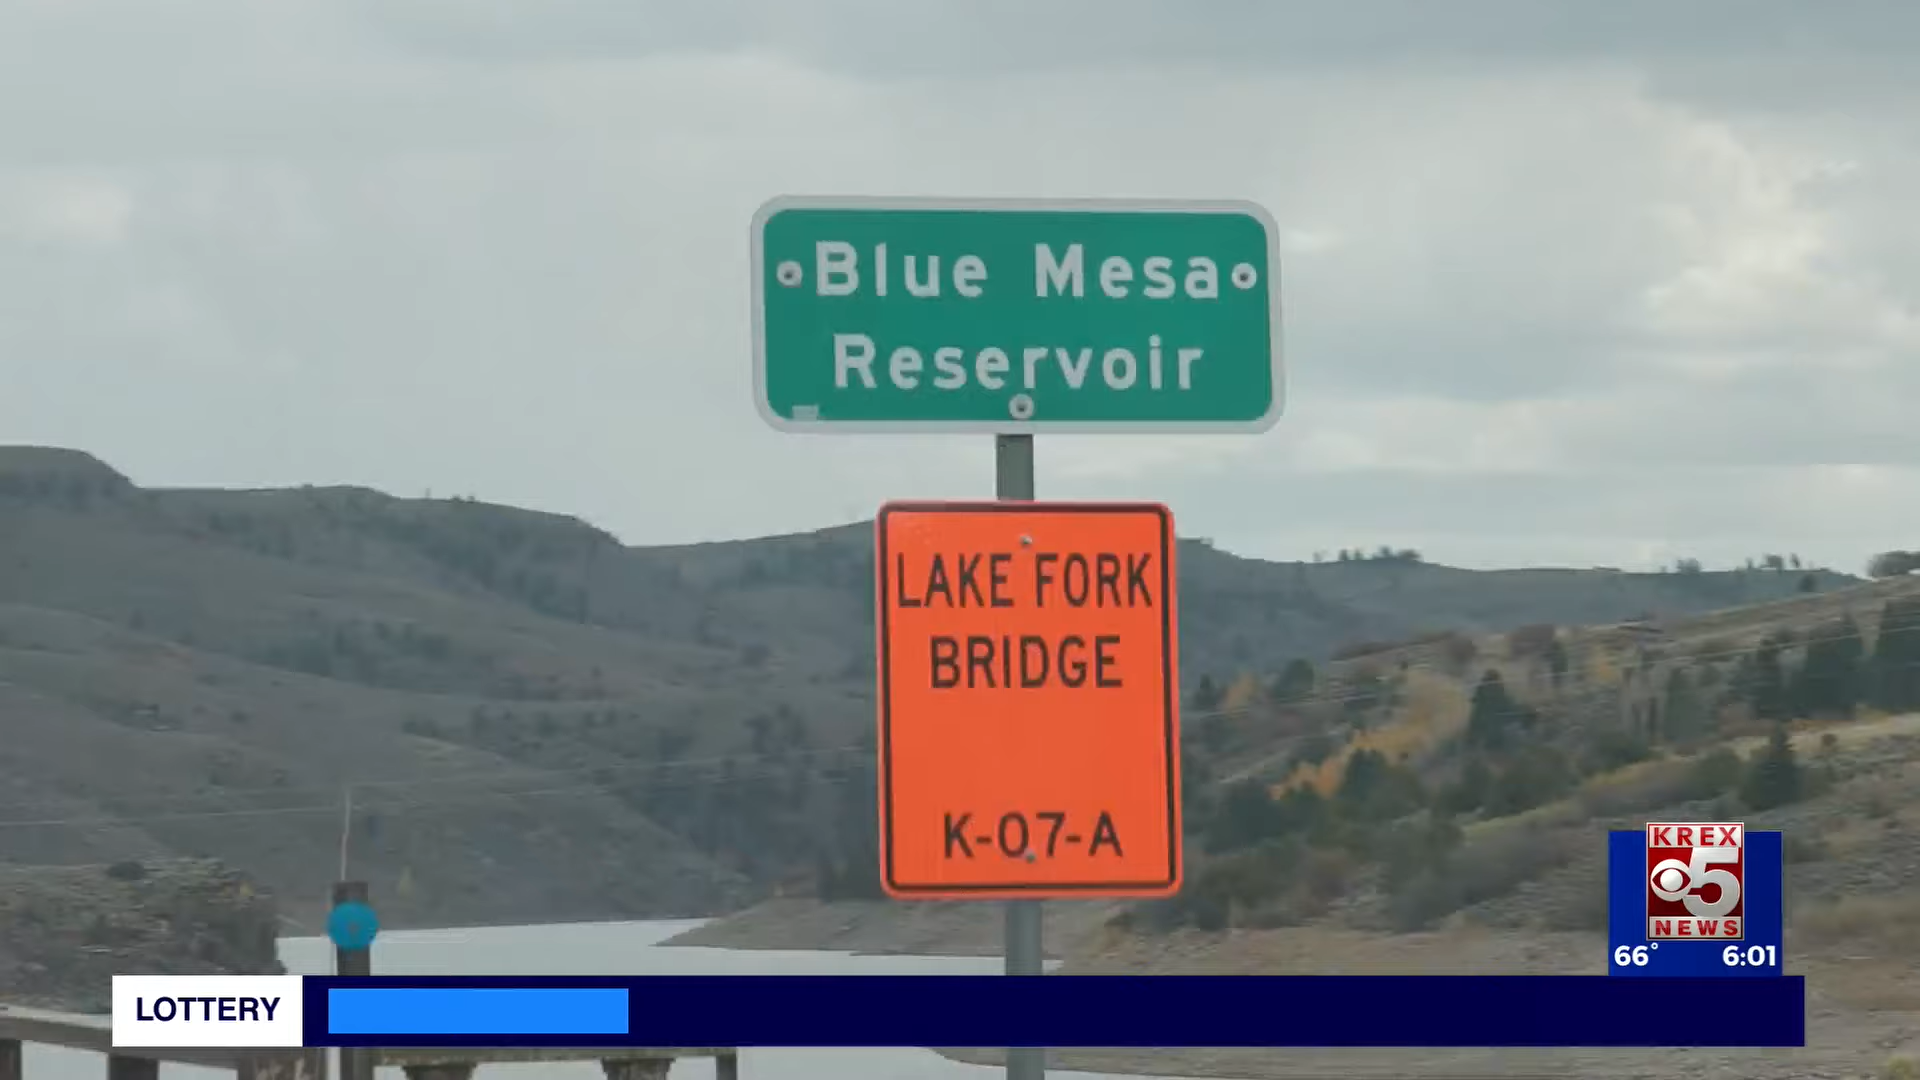 Blue Mesa
Reservoir
LAKE FORK
BRIDGE
K-07-A
KREX
5
NEWS
66° 6:01
LOTTERY